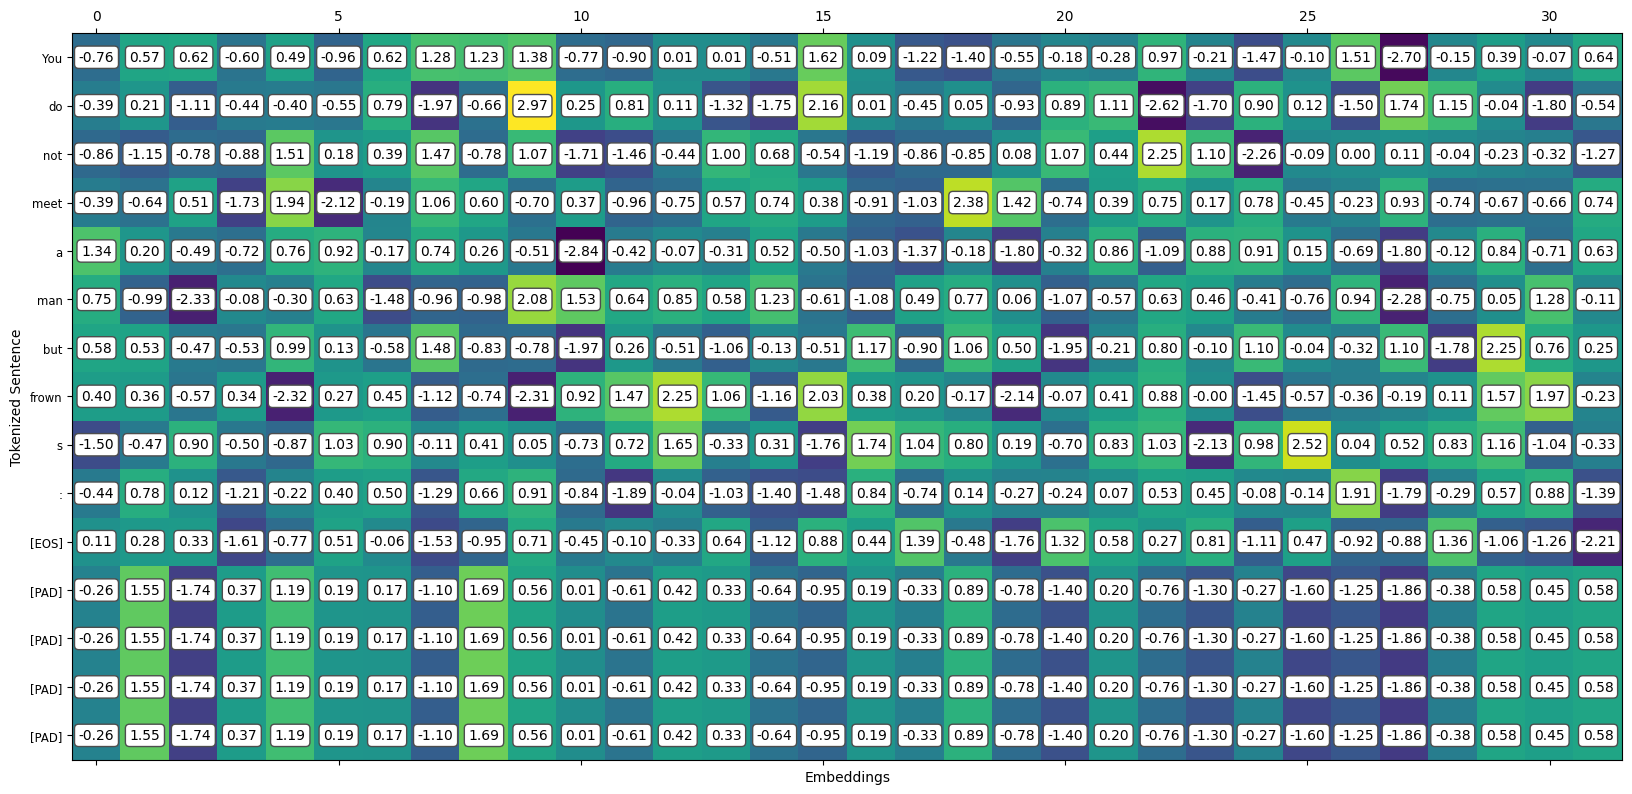 0 5 10 15 20 25 30
You -0.76 0.57 0.62 -0.60 0.49 -0.96 0.62 1.28 1.23 1.38 -0.77 -0.90 0.01 0.01 -0.51 1.62 0.09 -1.22 -1.40 -0.55 -0.18 -0.28 0.97 -0.21 -1.47 -0.10 1.51 -2.70 -0.15 0.39 -0.07 0.64
do -0.39 0.21 -1.11 -0.44 -0.40 -0.55 0.79 -1.97 -0.66 2.97 0.25 0.81 0.11 -1.32 -1.75 2.16 0.01 -0.45 0.05 -0.93 0.89 1.11 -2.62 -1.70 0.90 0.12 -1.50 1.74 1.15 -0.04 -1.80 -0.54
not -0.86 -1.15 -0.78 -0.88 1.51 0.18 0.39 1.47 -0.78 1.07 -1.71 -1.46 -0.44 1.00 0.68 -0.54 -1.19 -0.86 -0.85 0.08 1.07 0.44 2.25 1.10 -2.26 -0.09 0.00 0.11 -0.04 -0.23 -0.32 -1.27
meet -0.39 -0.64 0.51 -1.73 1.94 -2.12 -0.19 1.06 0.60 -0.70 0.37 -0.96 -0.75 0.57 0.74 0.38 -0.91 -1.03 2.38 1.42 -0.74 0.39 0.75 0.17 0.78 -0.45 -0.23 0.93 -0.74 -0.67 -0.66 0.74
a 1.34 0.20 -0.49 -0.72 0.76 0.92 -0.17 0.74 0.26 -0.51 -2.84 -0.42 -0.07 -0.31 0.52 -0.50 -1.03 -1.37 -0.18 -1.80 -0.32 0.86 -1.09 0.88 0.91 0.15 -0.69 -1.80 -0.12 0.84 -0.71 0.63
man 0.75 -0.99 -2.33 -0.08 -0.30 0.63 -1.48 -0.96 -0.98 2.08 1.53 0.64 0.85 0.58 1.23 -0.61 -1.08 0.49 0.77 0.06 -1.07 -0.57 0.63 0.46 -0.41 -0.76 0.94 -2.28 -0.75 0.05 1.28 -0.11
but 0.58 0.53 -0.47 -0.53 0.99 0.13 -0.58 1.48 -0.83 -0.78 -1.97 0.26 -0.51 -1.06 -0.13 -0.51 1.17 -0.90 1.06 0.50 -1.95 -0.21 0.80 -0.10 1.10 -0.04 -0.32 1.10 -1.78 2.25 0.76 0.25
frown 0.40 0.36 -0.57 0.34 -2.32 0.27 0.45 -1.12 -0.74 -2.31 0.92 1.47 2.25 1.06 -1.16 2.03 0.38 0.20 -0.17 -2.14 -0.07 0.41 0.88 -0.00 -1.45 -0.57 -0.36 -0.19 0.11 1.57 1.97 -0.23
s -1.50 -0.47 0.90 -0.50 -0.87 1.03 0.90 -0.11 0.41 0.05 -0.73 0.72 1.65 -0.33 0.31 -1.76 1.74 1.04 0.80 0.19 -0.70 0.83 1.03 -2.13 0.98 2.52 0.04 0.52 0.83 1.16 -1.04 -0.33
: -0.44 0.78 0.12 -1.21 -0.22 0.40 0.50 -1.29 0.66 0.91 -0.84 -1.89 -0.04 -1.03 -1.40 -1.48 0.84 -0.74 0.14 -0.27 -0.24 0.07 0.53 0.45 -0.08 -0.14 1.91 -1.79 -0.29 0.57 0.88 -1.39
[EOS] 0.11 0.28 0.33 -1.61 -0.77 0.51 -0.06 -1.53 -0.95 0.71 -0.45 -0.10 -0.33 0.64 -1.12 0.88 0.44 1.39 -0.48 -1.76 1.32 0.58 0.27 0.81 -1.11 0.47 -0.92 -0.88 1.36 -1.06 -1.26 -2.21
[PAD] -0.26 1.55 -1.74 0.37 1.19 0.19 0.17 -1.10 1.69 0.56 0.01 -0.61 0.42 0.33 -0.64 -0.95 0.19 -0.33 0.89 -0.78 -1.40 0.20 -0.76 -1.30 -0.27 -1.60 -1.25 -1.86 -0.38 0.58 0.45 0.58
[PAD] -0.26 1.55 -1.74 0.37 1.19 0.19 0.17 -1.10 1.69 0.56 0.01 -0.61 0.42 0.33 -0.64 -0.95 0.19 -0.33 0.89 -0.78 -1.40 0.20 -0.76 -1.30 -0.27 -1.60 -1.25 -1.86 -0.38 0.58 0.45 0.58
[PAD] -0.26 1.55 -1.74 0.37 1.19 0.19 0.17 -1.10 1.69 0.56 0.01 -0.61 0.42 0.33 -0.64 -0.95 0.19 -0.33 0.89 -0.78 -1.40 0.20 -0.76 -1.30 -0.27 -1.60 -1.25 -1.86 -0.38 0.58 0.45 0.58
[PAD] -0.26 1.55 -1.74 0.37 1.19 0.19 0.17 -1.10 1.69 0.56 0.01 -0.61 0.42 0.33 -0.64 -0.95 0.19 -0.33 0.89 -0.78 -1.40 0.20 -0.76 -1.30 -0.27 -1.60 -1.25 -1.86 -0.38 0.58 0.45 0.58
Tokenized Sentence
Embeddings